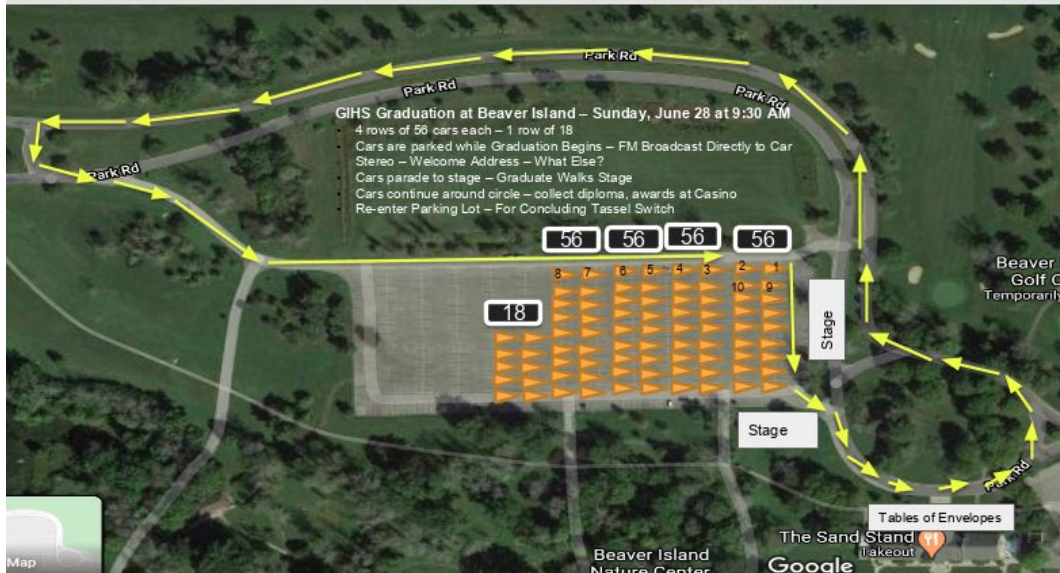 Park Rd
Park Rd
Park Rd
GIHS Graduation at Beaver Island – Sunday, June 28 at 9:30 AM
• 4 rows of 56 cars each – 1 row of 18
• Cars are parked while Graduation Begins – FM Broadcast Directly to Car
Stereo – Welcome Address – What Else?
• Cars parade to stage – Graduate Walks Stage
• Cars continue around circle – collect diploma, awards at Casino
• Re-enter Parking Lot – For Concluding Tassel Switch
Park Rd
56 56 56 56
Beaver
Golf C
Temporaril
8 7 6 5 4 3 2 1
10 9
18
Stage
Stage
Park Rd
Tables of Envelopes
The Sand Stand
Takeout
Beaver Island
Nature Center
Google
Map